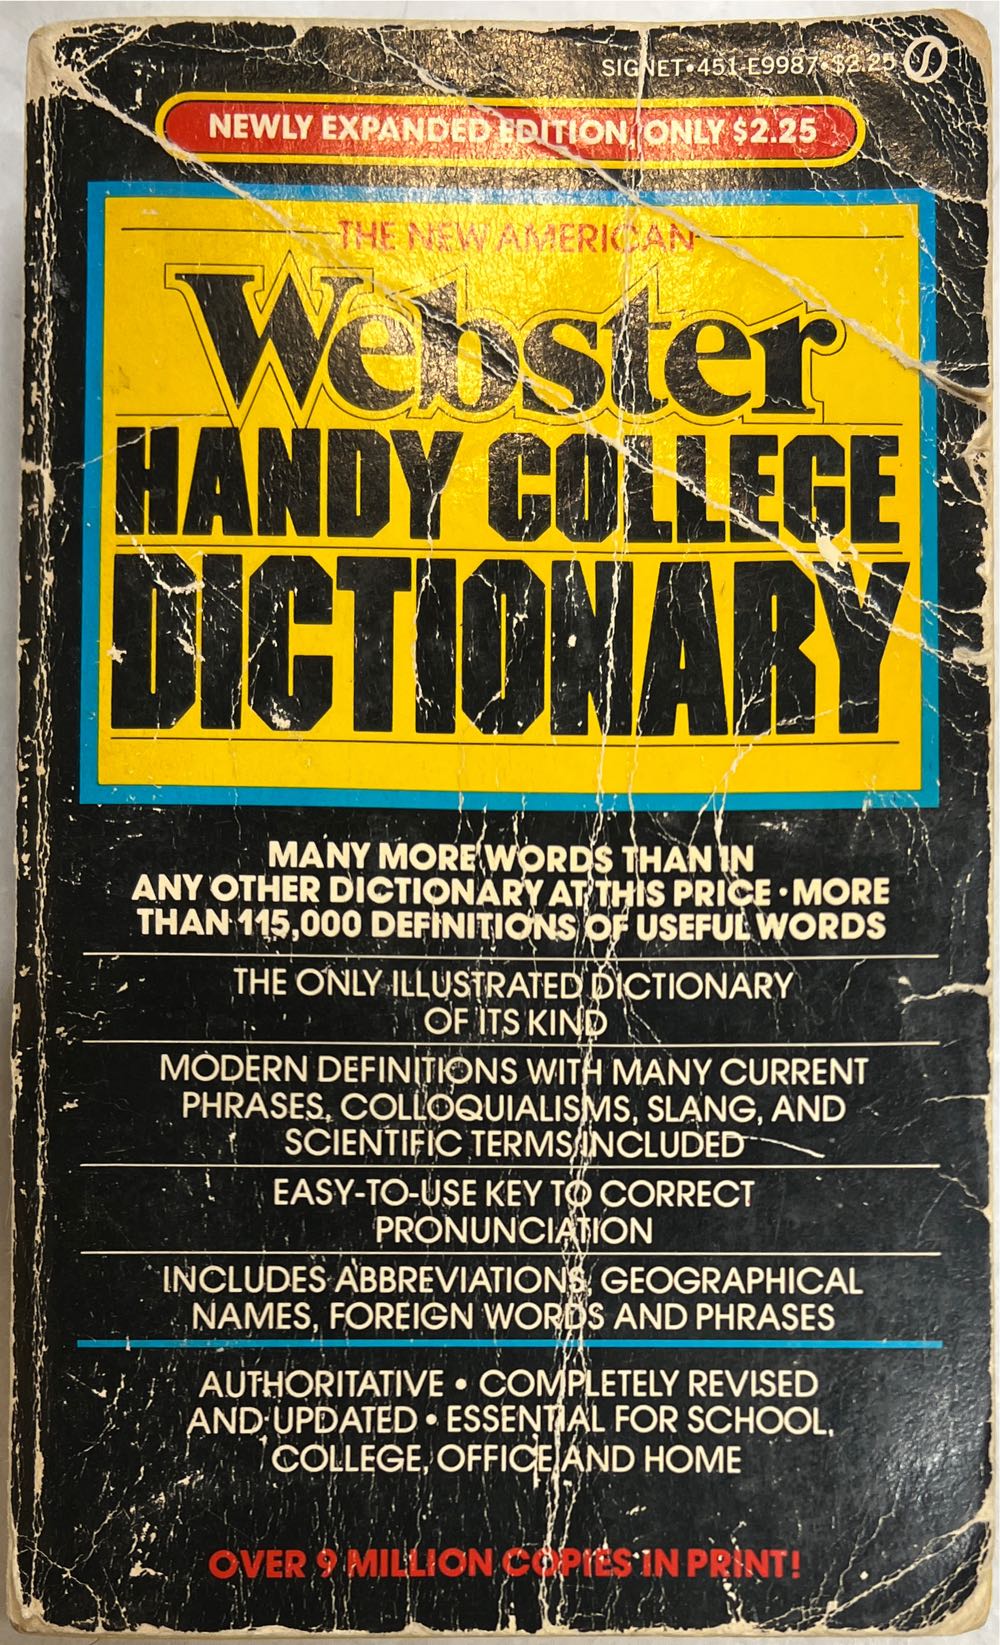 SIGNET•451-E9987•$2.25
NEWLY EXPANDED EDITION, ONLY $2.25
THE NEW AMERICAN
Webster
HANDY COLLEGE
DICTIONARY
MANY MORE WORDS THAN IN
ANY OTHER DICTIONARY AT THIS PRICE • MORE
THAN 115,000 DEFINITIONS OF USEFUL WORDS
THE ONLY ILLUSTRATED DICTIONARY
OF ITS KIND
MODERN DEFINITIONS WITH MANY CURRENT
PHRASES, COLLOQUIALISMS, SLANG, AND
SCIENTIFIC TERMS INCLUDED
EASY-TO-USE KEY TO CORRECT
PRONUNCIATION
INCLUDES ABBREVIATIONS, GEOGRAPHICAL
NAMES, FOREIGN WORDS AND PHRASES
AUTHORITATIVE • COMPLETELY REVISED
AND UPDATED • ESSENTIAL FOR SCHOOL,
COLLEGE, OFFICE AND HOME
OVER 9 MILLION COPIES IN PRINT!